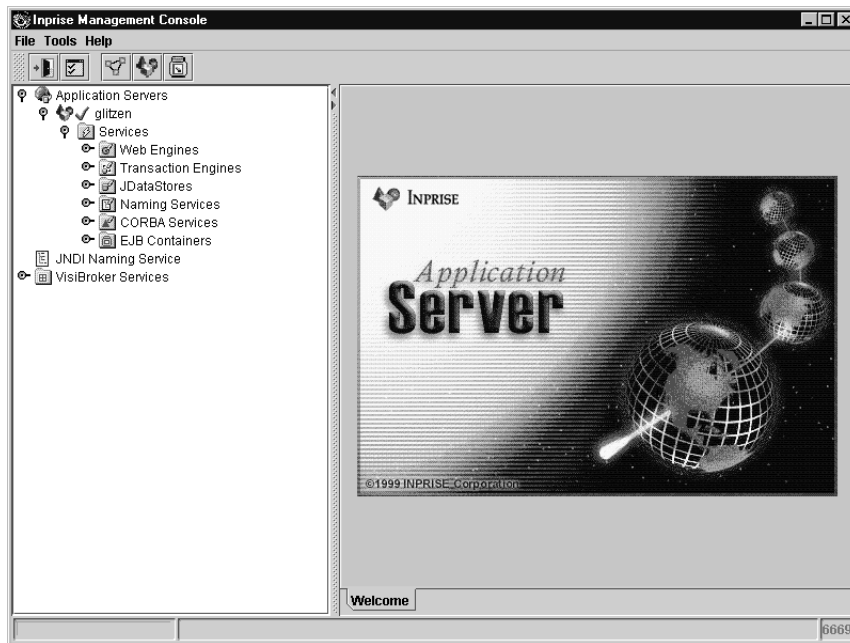 Inprise Management Console
File Tools Help
Application Servers
glitzen
Services
Web Engines
Transaction Engines
JDataStores
Naming Services
CORBA Services
EJB Containers
JNDI Naming Service
VisiBroker Services
INPRISE
Application
Server
©1999 INPRISE Corporation
Welcome
6669